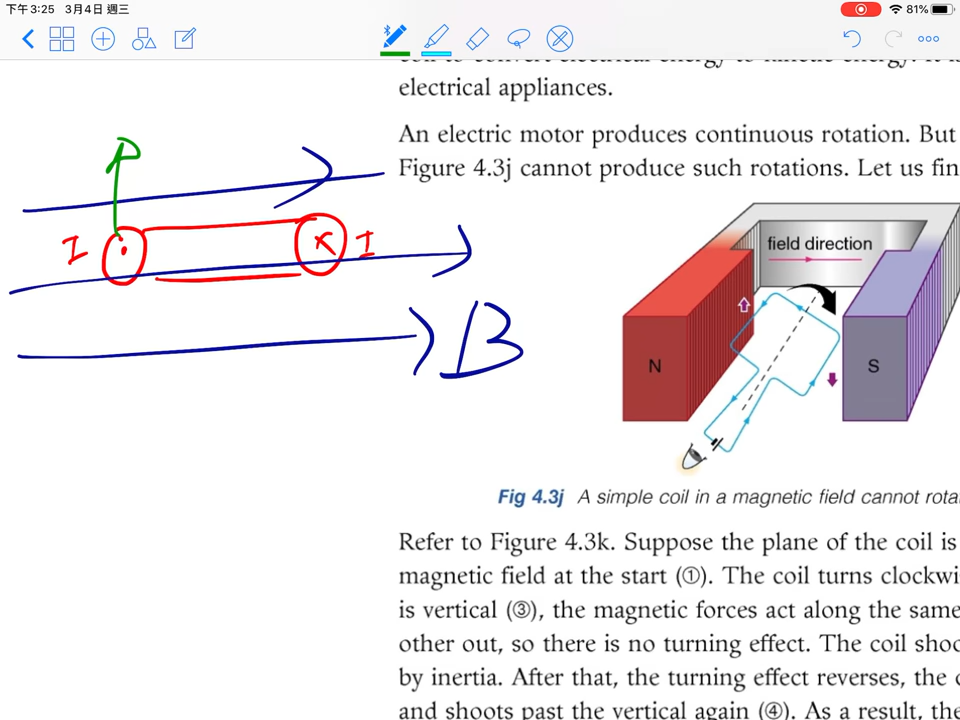 下午3:25 3月4日 週三
81%
electrical appliances.
An electric motor produces continuous rotation. But
Figure 4.3j cannot produce such rotations. Let us fin
field direction
N
S
I
I
B
Fig 4.3j A simple coil in a magnetic field cannot rota
Refer to Figure 4.3k. Suppose the plane of the coil is
magnetic field at the start (①). The coil turns clockwi
is vertical (③), the magnetic forces act along the same
other out, so there is no turning effect. The coil shoo
by inertia. After that, the turning effect reverses, the c
and shoots past the vertical again (④). As a result, the